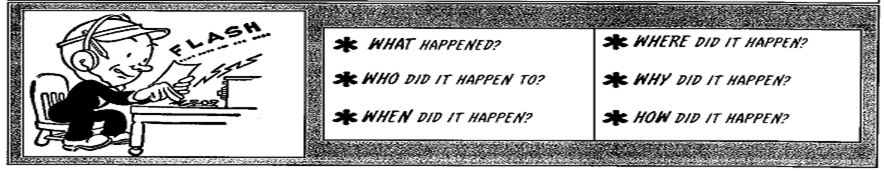 FLASH
✱ WHAT HAPPENED?
✱ WHO DID IT HAPPEN TO?
✱ WHEN DID IT HAPPEN?
✱ WHERE DID IT HAPPEN?
✱ WHY DID IT HAPPEN?
✱ HOW DID IT HAPPEN?